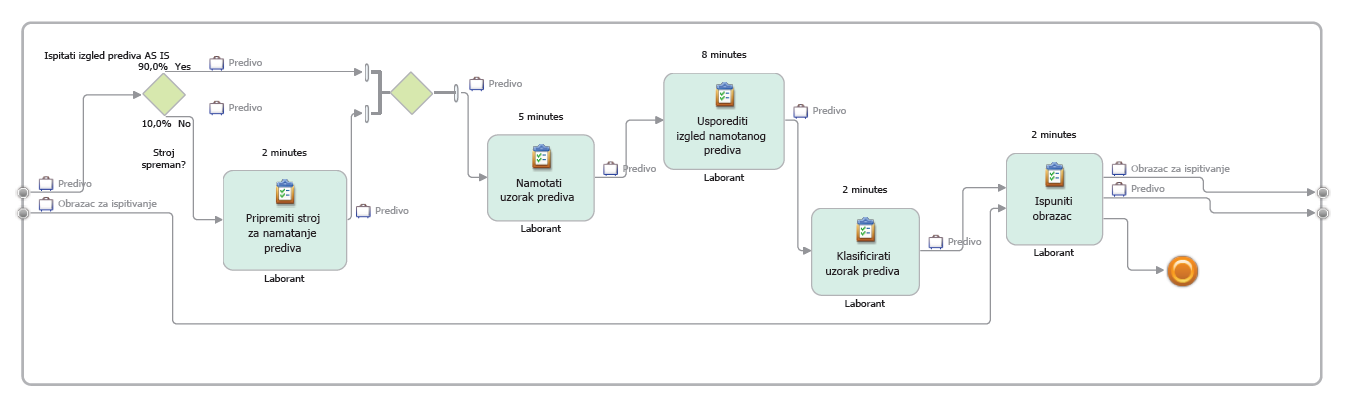 Ispitati izgled prediva AS IS
90,0% Yes
Predivo
Predivo
10,0% No
Stroj
spreman?
Predivo
Obrazac za ispitivanje
2 minutes
Pripremiti stroj
za namatanje
prediva
Laborant
Predivo
Predivo
5 minutes
Namotati
uzorak prediva
Laborant
Predivo
8 minutes
Usporediti
izgled namotanog
prediva
Laborant
Predivo
2 minutes
Klasificirati
uzorak prediva
Laborant
Predivo
2 minutes
Ispuniti
obrazac
Laborant
Obrazac za ispitivanje
Predivo